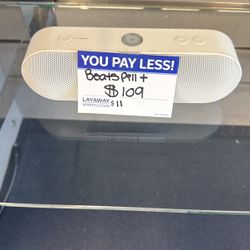 YOU PAY LESS!
Beats Pill +
$109
LAYAWAY
$11